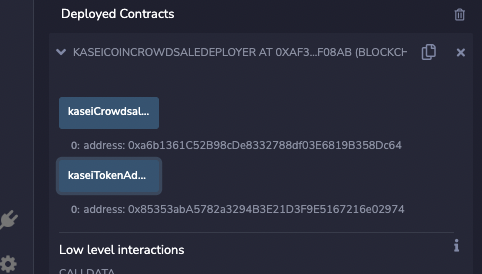 Deployed Contracts
KASEICOINCROWDSALEDEPLOYER AT 0XAF3...F08AB (BLOCKCH
kaseiCrowdsal...
0: address: 0xa6b1361C52B98cDe8332788df03E6819B358Dc64
kaseiTokenAd...
0: address: 0x85353abA5782a3294B3E21D3F9E5167216e02974
Low level interactions
CALLDATA